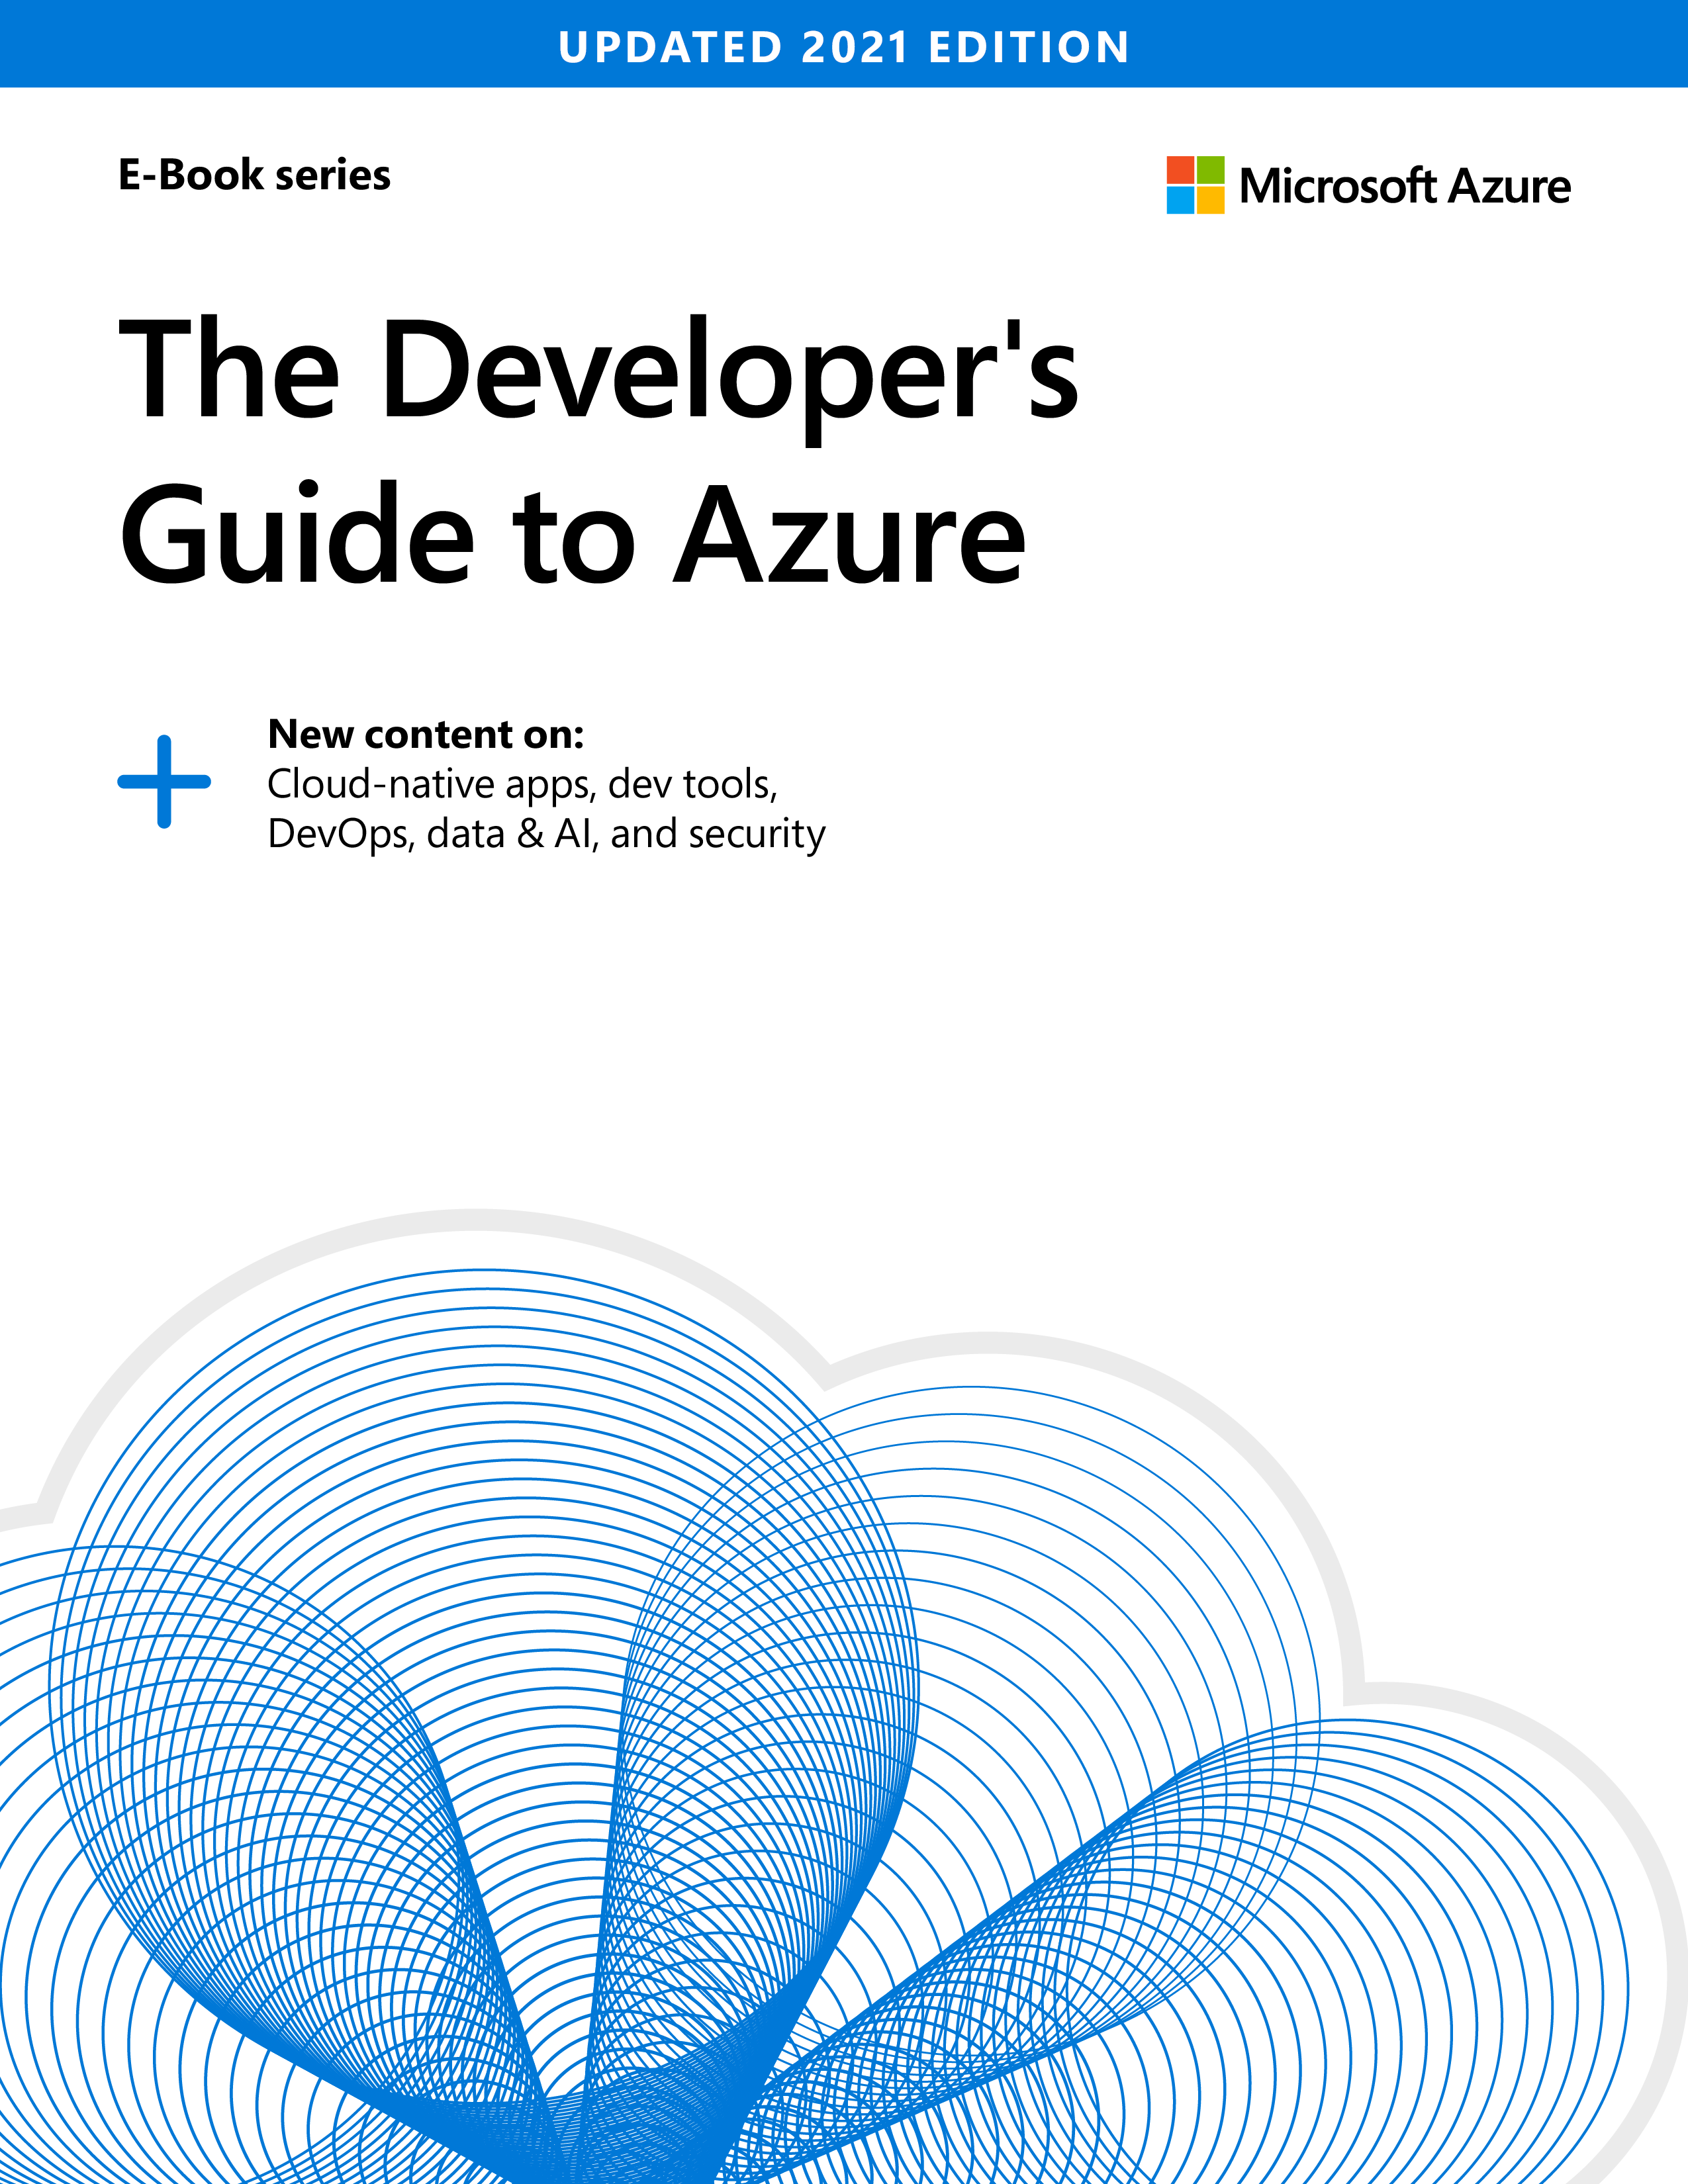 UPDATED 2021 EDITION
E-Book series
Microsoft Azure
The Developer's
Guide to Azure
New content on:
Cloud-native apps, dev tools,
DevOps, data & AI, and security